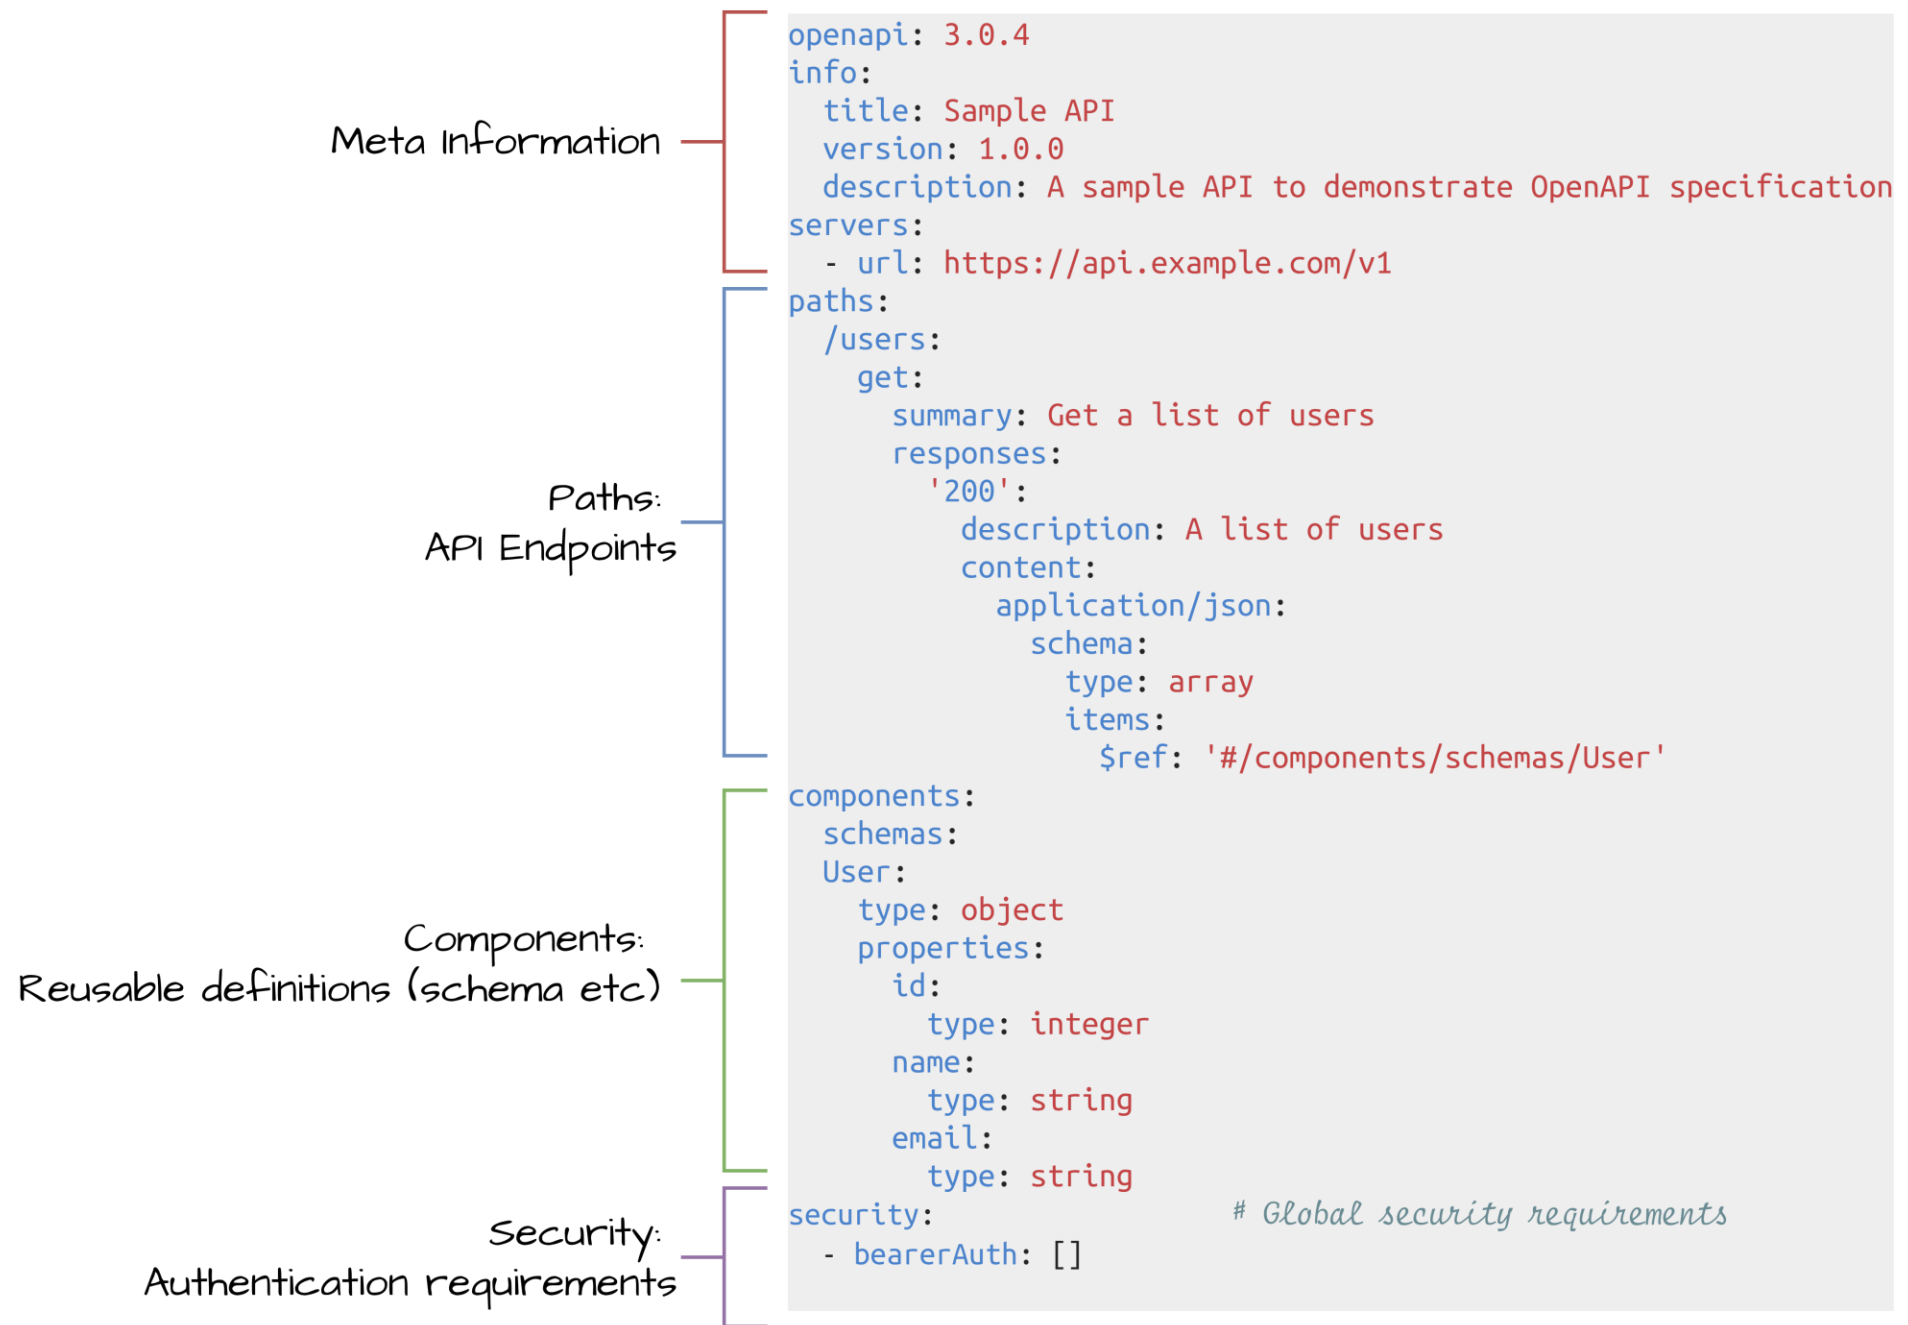 Meta Information
openapi: 3.0.4
info:
  title: Sample API
  version: 1.0.0
  description: A sample API to demonstrate OpenAPI specification
servers:
  - url: https://api.example.com/v1
Paths:
API Endpoints
paths:
  /users:
    get:
      summary: Get a list of users
      responses:
        '200':
          description: A list of users
          content:
            application/json:
              schema:
                type: array
                items:
                  $ref: '#/components/schemas/User'
Components:
Reusable definitions (schema etc)
components:
  schemas:
  User:
    type: object
    properties:
      id:
        type: integer
      name:
        type: string
      email:
        type: string
Security:
Authentication requirements
security: # Global security requirements
  - bearerAuth: []